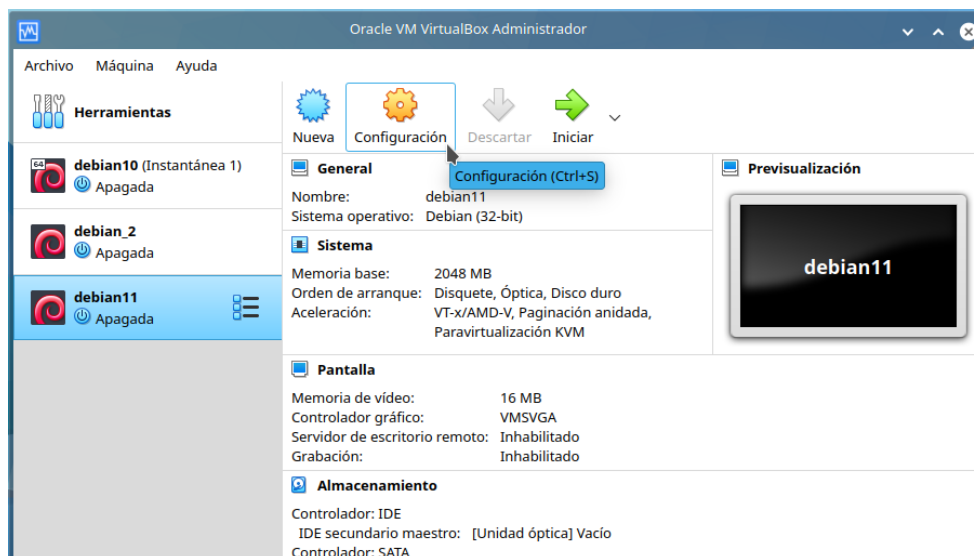 Oracle VM VirtualBox Administrador
Archivo Máquina Ayuda
Herramientas
Nueva Configuración Descartar Iniciar
Configuración (Ctrl+S)
64
debian10 (Instantánea 1)
Apagada
debian_2
Apagada
debian11
Apagada
General
Nombre: debian11
Sistema operativo: Debian (32-bit)
Sistema
Memoria base: 2048 MB
Orden de arranque: Disquete, Óptica, Disco duro
Aceleración: VT-x/AMD-V, Paginación anidada,
Paravirtualización KVM
Previsualización
debian11
Pantalla
Memoria de vídeo: 16 MB
Controlador gráfico: VMSVGA
Servidor de escritorio remoto: Inhabilitado
Grabación: Inhabilitado
Almacenamiento
Controlador: IDE
IDE secundario maestro: [Unidad óptica] Vacío
Controlador: SATA